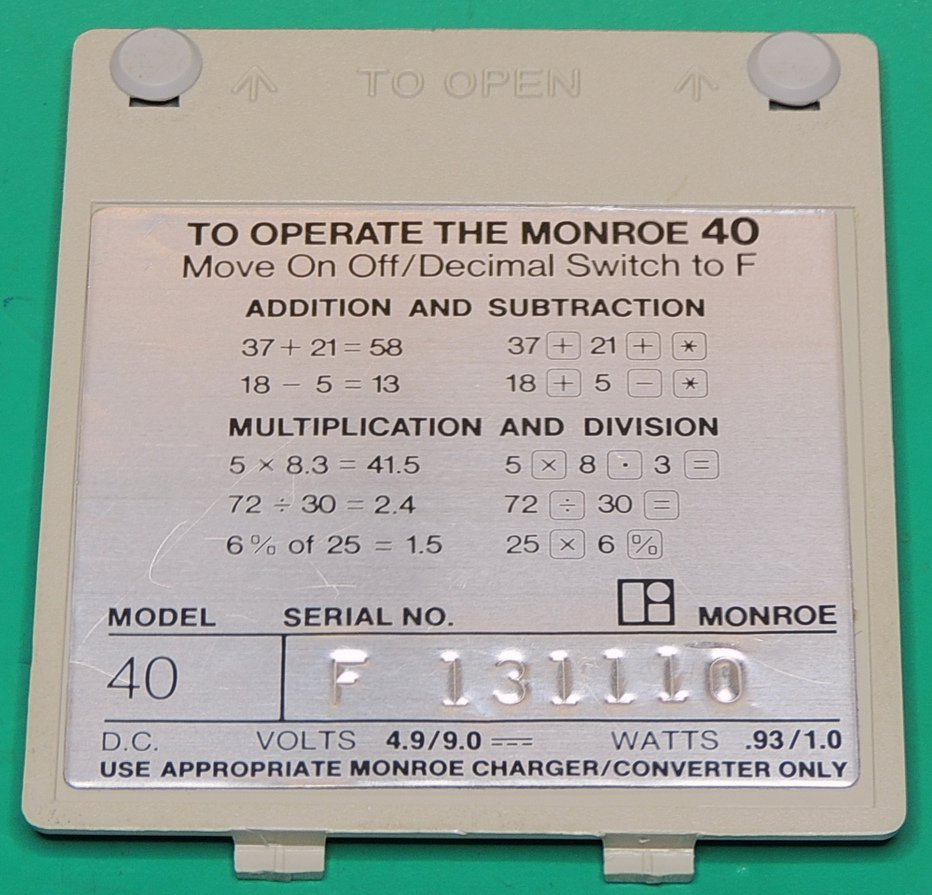 ↑ TO OPEN ↑
TO OPERATE THE MONROE 40
Move On Off/Decimal Switch to F
ADDITION AND SUBTRACTION
37 + 21 = 58 37 + 21 + *
18 − 5 = 13 18 + 5 − *
MULTIPLICATION AND DIVISION
5 × 8.3 = 41.5 5 × 8 · 3 =
72 ÷ 30 = 2.4 72 ÷ 30 =
6% of 25 = 1.5 25 × 6 %
MODEL SERIAL NO. MONROE
40 F 131110
D.C. VOLTS 4.9/9.0 ⎓ WATTS .93/1.0
USE APPROPRIATE MONROE CHARGER/CONVERTER ONLY